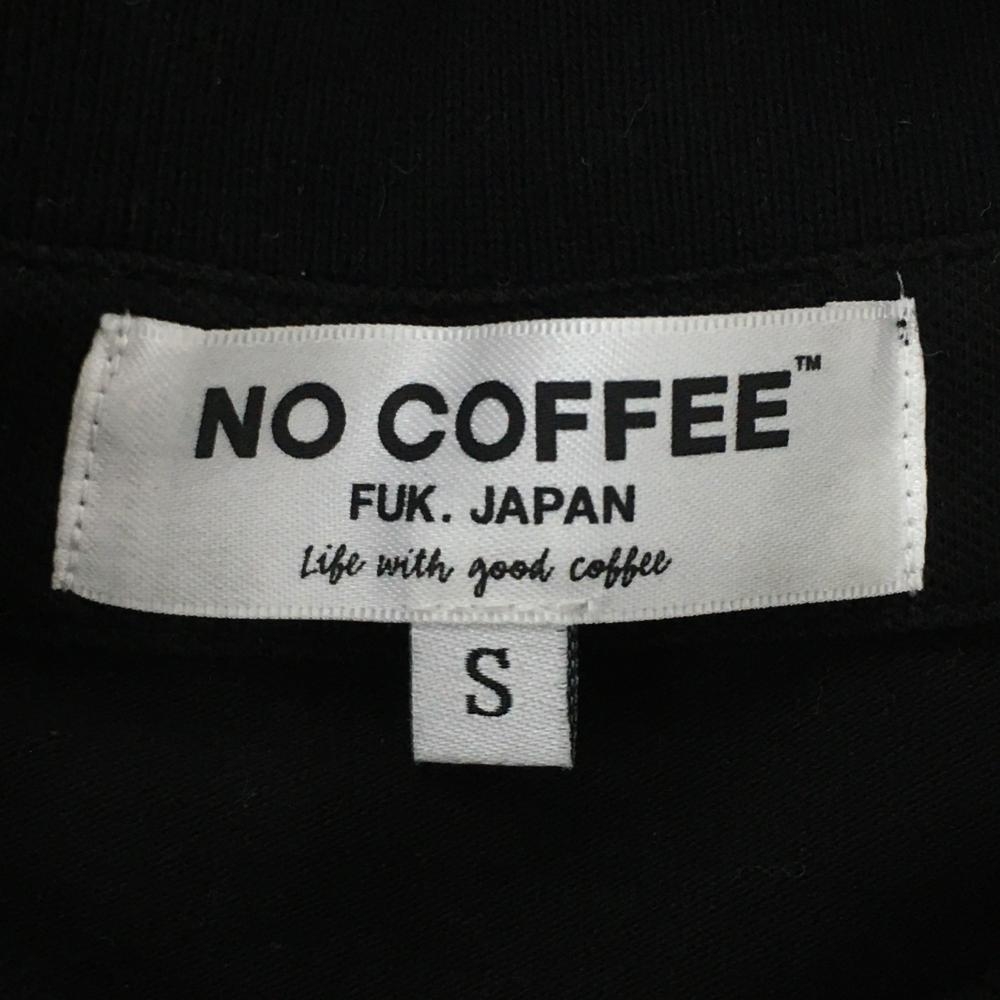 NO COFFEE™
FUK. JAPAN
Life with good coffee
S